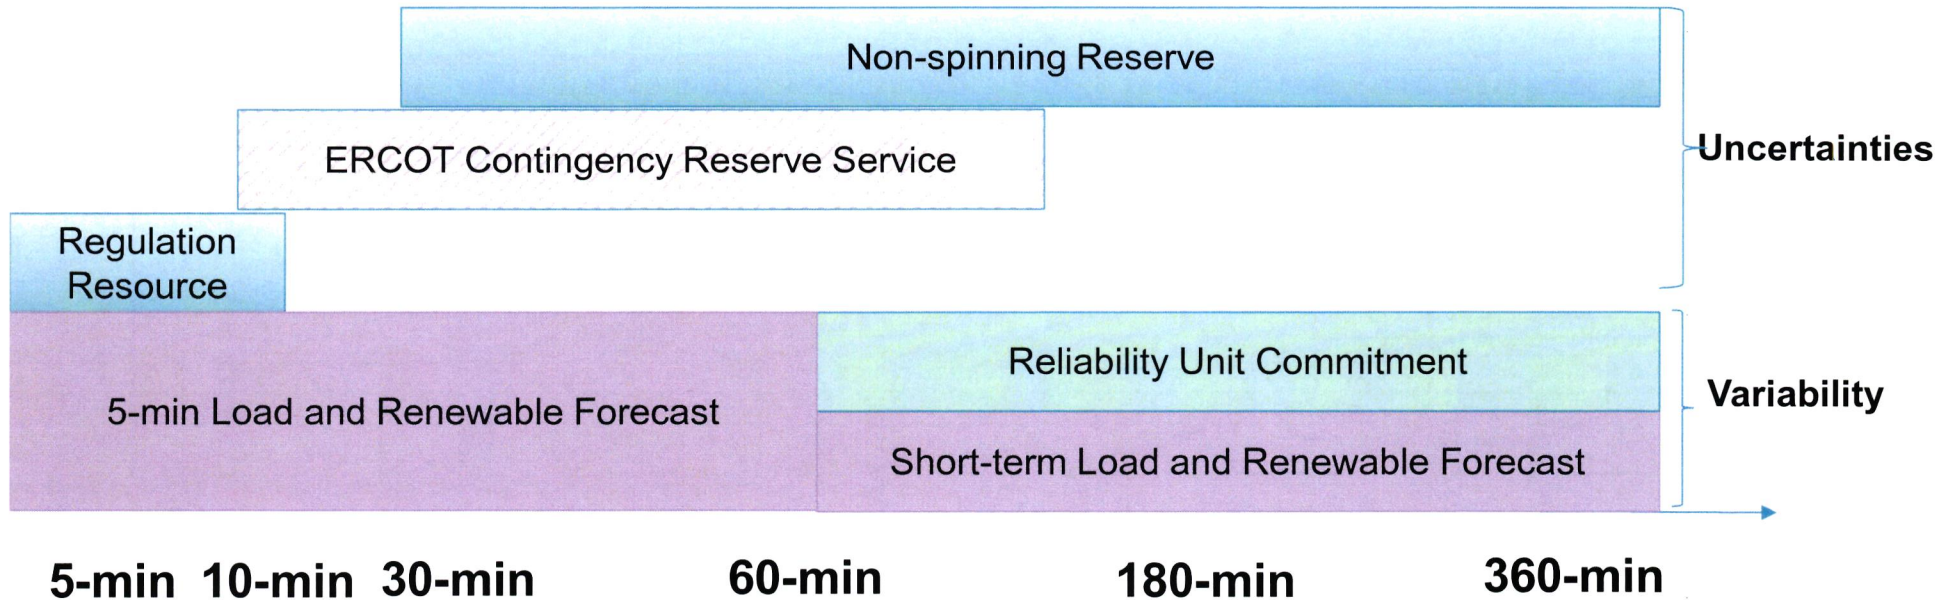 Non-spinning Reserve
ERCOT Contingency Reserve Service
Uncertainties
Regulation
Resource
Reliability Unit Commitment
Variability
5-min Load and Renewable Forecast
Short-term Load and Renewable Forecast
5-min 10-min 30-min 60-min 180-min 360-min